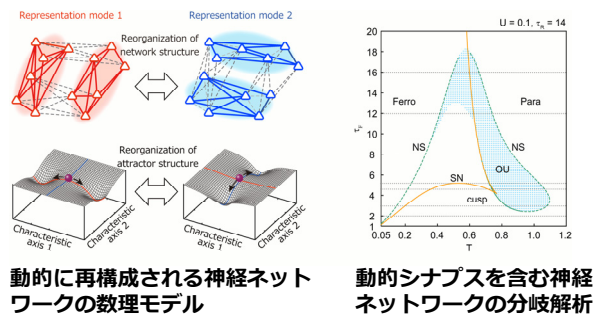 Representation mode 1
Representation mode 2
Reorganization of
network structure
Reorganization of
attractor structure
Characteristic
axis 1
Characteristic
axis 2
Characteristic
axis 1
Characteristic
axis 2
動的に再構成される神経ネット
ワークの数理モデル
U = 0.1, τR = 14
τF
20
18
16
14
12
10
8
6
4
2
1
Ferro
Para
NS
NS
OU
SN
cusp
0.05 0.2 0.4 0.6 0.8 1.0 1.2
T
動的シナプスを含む神経
ネットワークの分岐解析